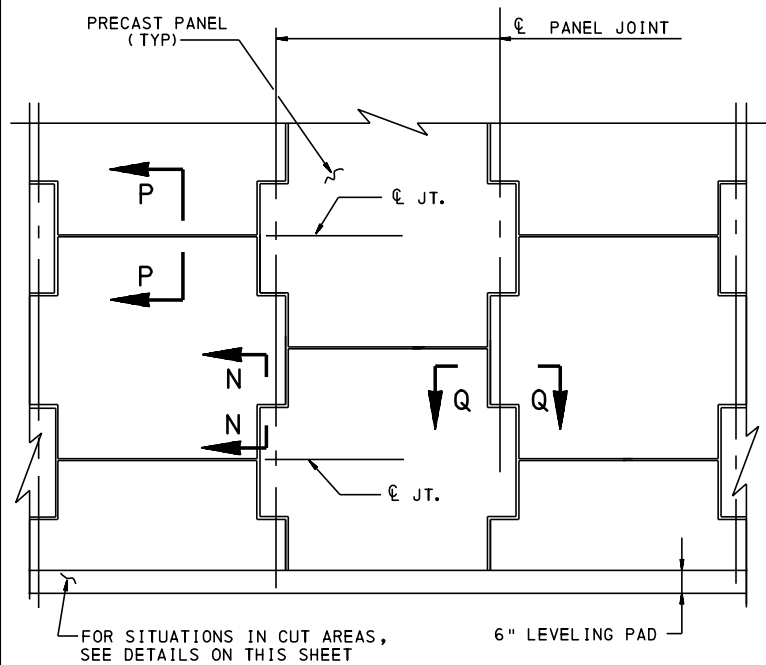 PRECAST PANEL
(TYP)
℄ PANEL JOINT
P
℄ JT.
P
N
Q
Q
N
℄ JT.
FOR SITUATIONS IN CUT AREAS,
SEE DETAILS ON THIS SHEET
6" LEVELING PAD